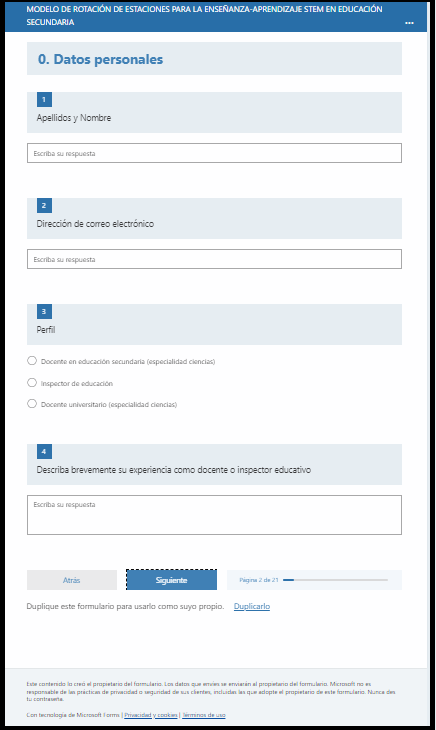 MODELO DE ROTACIÓN DE ESTACIONES PARA LA ENSEÑANZA-APRENDIZAJE STEM EN EDUCACIÓN
SECUNDARIA
...
0. Datos personales
1
Apellidos y Nombre
Escriba su respuesta
2
Dirección de correo electrónico
Escriba su respuesta
3
Perfil
Docente en educación secundaria (especialidad ciencias)
Inspector de educación
Docente universitario (especialidad ciencias)
4
Describa brevemente su experiencia como docente o inspector educativo
Escriba su respuesta
Atrás Siguiente Página 2 de 21
Duplique este formulario para usarlo como suyo propio. Duplicarlo
Este contenido lo creó el propietario del formulario. Los datos que envíes se enviarán al propietario del formulario. Microsoft no es
responsable de las prácticas de privacidad o seguridad de sus clientes, incluidas las que adopte el propietario de este formulario. Nunca des
tu contraseña.
Con tecnología de Microsoft Forms | Privacidad y cookies | Términos de uso